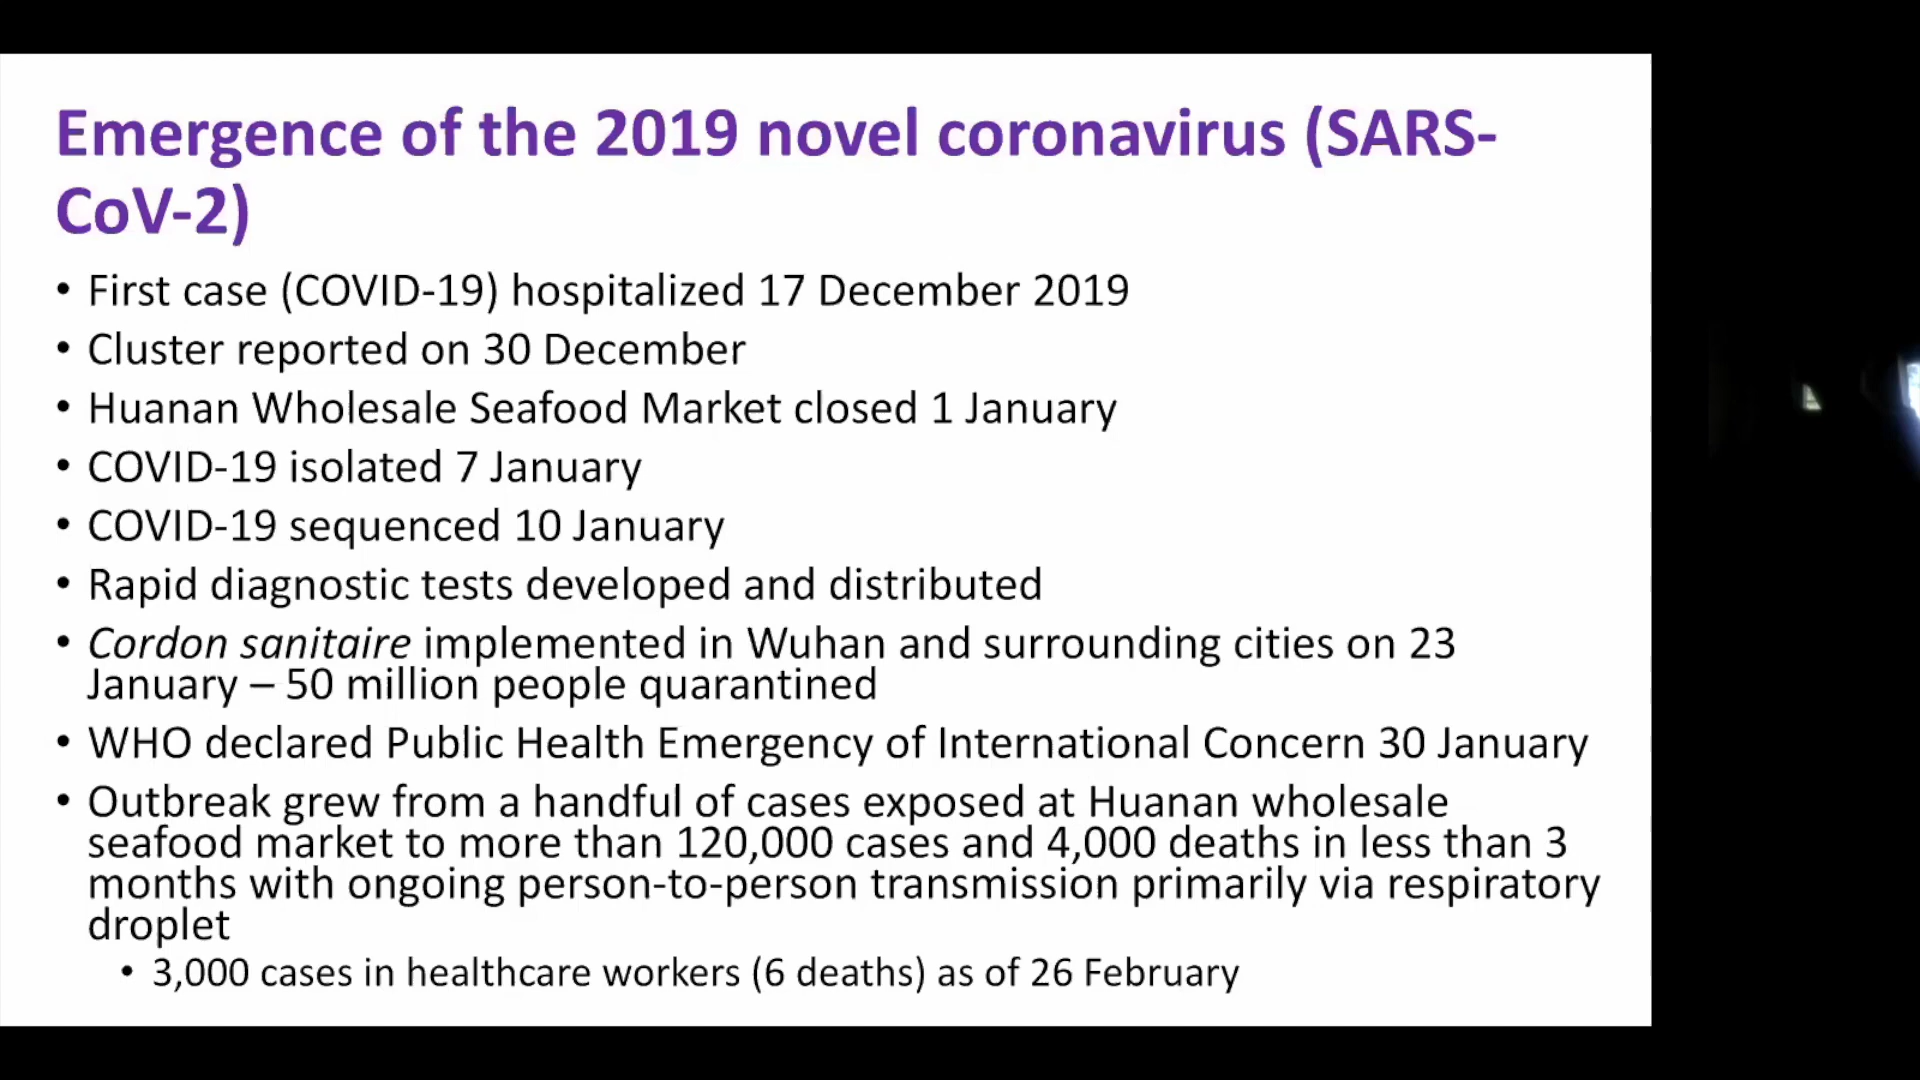 Emergence of the 2019 novel coronavirus (SARS-
CoV-2)
• First case (COVID-19) hospitalized 17 December 2019
• Cluster reported on 30 December
• Huanan Wholesale Seafood Market closed 1 January
• COVID-19 isolated 7 January
• COVID-19 sequenced 10 January
• Rapid diagnostic tests developed and distributed
• Cordon sanitaire implemented in Wuhan and surrounding cities on 23
January – 50 million people quarantined
• WHO declared Public Health Emergency of International Concern 30 January
• Outbreak grew from a handful of cases exposed at Huanan wholesale
seafood market to more than 120,000 cases and 4,000 deaths in less than 3
months with ongoing person-to-person transmission primarily via respiratory
droplet
• 3,000 cases in healthcare workers (6 deaths) as of 26 February